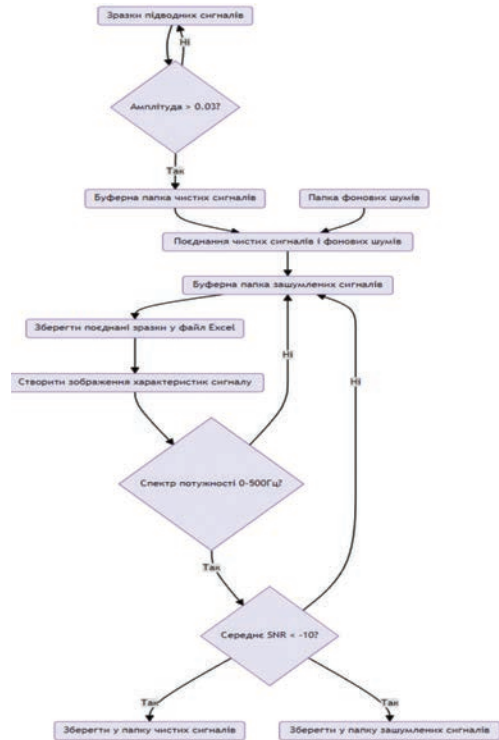 Зразки підводних сигналів
Ні
Амплітуда > 0.03?
Так
Буферна папка чистих сигналів
Папка фонових шумів
Поєднання чистих сигналів і фонових шумів
Буферна папка зашумлених сигналів
Ні
Зберегти поєднані зразки у файл Excel
Ні
Створити зображення характеристик сигналу
Спектр потужності 0-500Гц?
Так
Середнє SNR < -10?
Так
Так
Зберегти у папку чистих сигналів
Зберегти у папку зашумлених сигналів